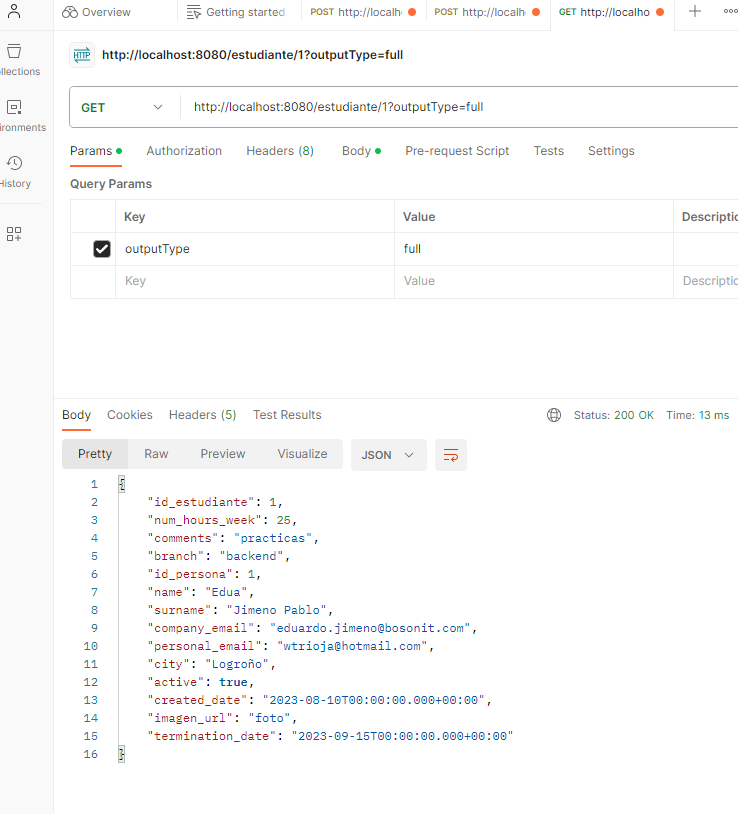 Overview
Getting started
POST http://localh
POST http://localh
GET http://localho
ooo
HTTP http://localhost:8080/estudiante/1?outputType=full
llections
ironments
History
GET http://localhost:8080/estudiante/1?outputType=full
Params Authorization Headers (8) Body Pre-request Script Tests Settings
Query Params
Key Value Descriptio
outputType full
Key Value Description
Body Cookies Headers (5) Test Results Status: 200 OK Time: 13 ms
Pretty Raw Preview Visualize JSON
1 {
2 "id_estudiante": 1,
3 "num_hours_week": 25,
4 "comments": "practicas",
5 "branch": "backend",
6 "id_persona": 1,
7 "name": "Edua",
8 "surname": "Jimeno Pablo",
9 "company_email": "eduardo.jimeno@bosonit.com",
10 "personal_email": "wtrioja@hotmail.com",
11 "city": "Logroño",
12 "active": true,
13 "created_date": "2023-08-10T00:00:00.000+00:00",
14 "imagen_url": "foto",
15 "termination_date": "2023-09-15T00:00:00.000+00:00"
16 }